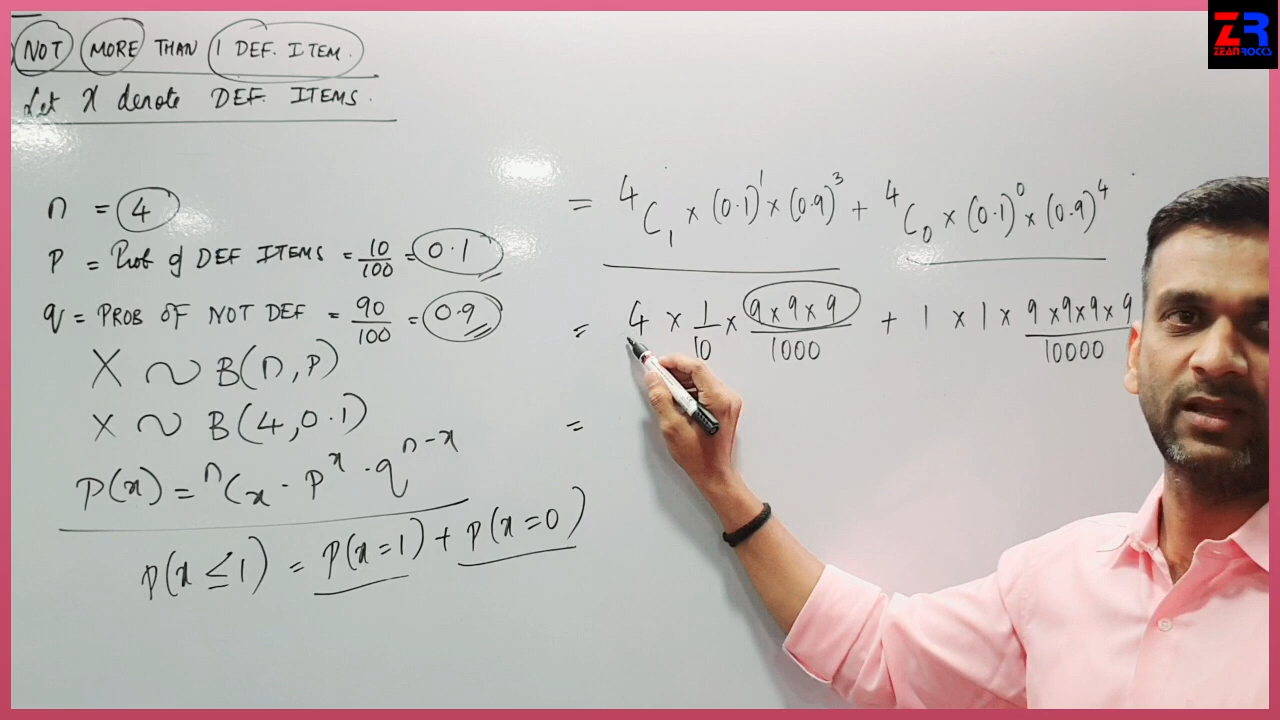 NOT MORE THAN 1 DEF. ITEM.
Let X denote DEF. ITEMS.
n = 4
P = Prob of DEF ITEMS = 10/100 = 0.1
q = PROB OF NOT DEF = 90/100 = 0.9
X ~ B(n, P)
X ~ B(4, 0.1)
P(x) = ⁿCx · Pˣ · qⁿ⁻ˣ
P(x ≤ 1) = P(x = 1) + P(x = 0)
= ⁴C₁ × (0.1)¹ × (0.9)³ + ⁴C₀ × (0.1)⁰ × (0.9)⁴
= 4 × 1/10 × 9 × 9 × 9/1000 + 1 × 1 × 9 × 9 × 9 × 9/10000
=
ZR
ZEAN ROCKS